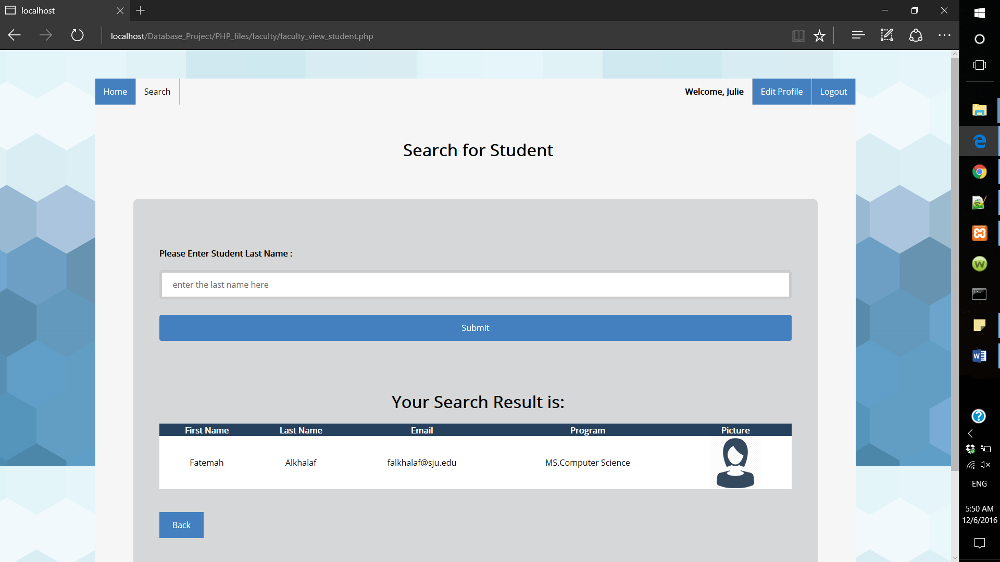 localhost
localhost/Database_Project/PHP_files/faculty/faculty_view_student.php
Home Search Welcome, Julie Edit Profile Logout
Search for Student
Please Enter Student Last Name :
enter the last name here
Submit
Your Search Result is:
First Name Last Name Email Program Picture
Fatemah Alkhalaf falkhalaf@sju.edu MS.Computer Science
Back
ENG
5:50 AM
12/6/2016